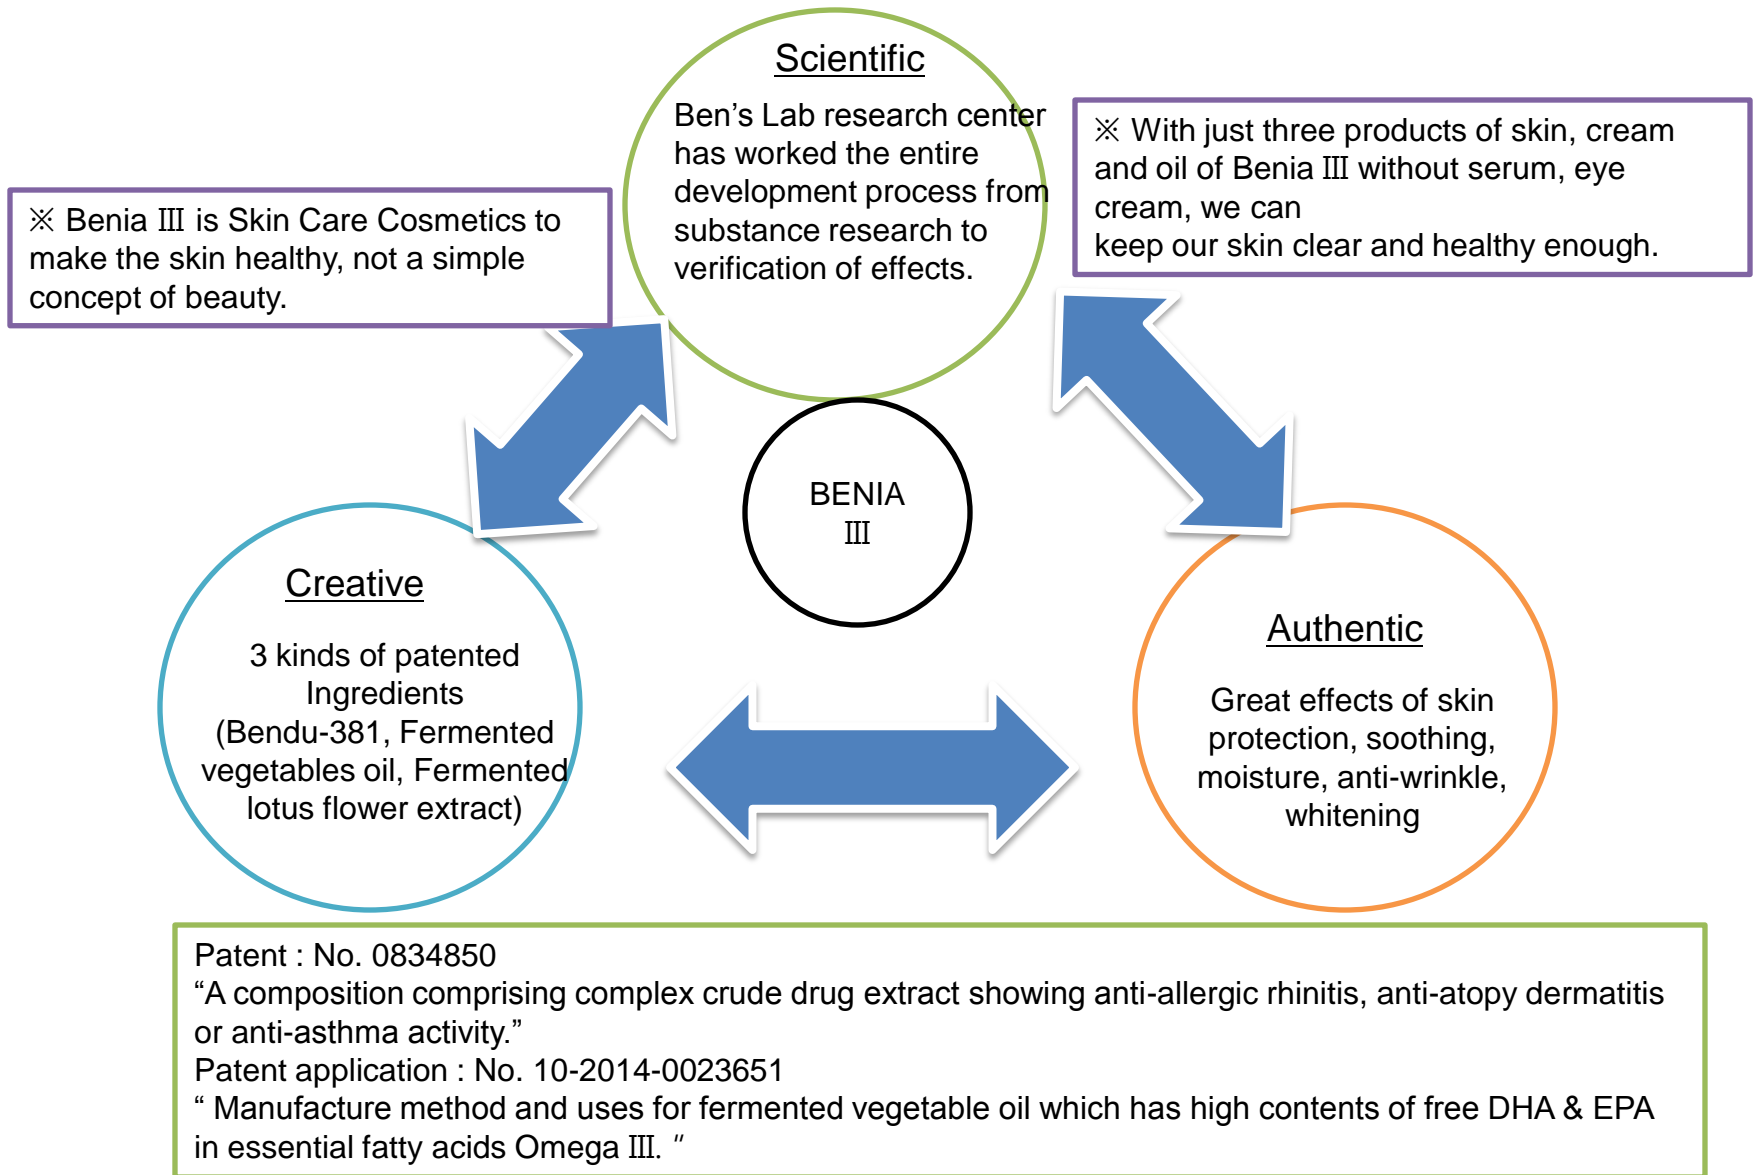 Scientific
Ben’s Lab research center
has worked the entire
development process from
substance research to
verification of effects.
※ With just three products of skin, cream
and oil of Benia Ⅲ without serum, eye
cream, we can
keep our skin clear and healthy enough.
※ Benia Ⅲ is Skin Care Cosmetics to
make the skin healthy, not a simple
concept of beauty.
BENIA
Ⅲ
Creative
3 kinds of patented
Ingredients
(Bendu-381, Fermented
vegetables oil, Fermented
lotus flower extract)
Authentic
Great effects of skin
protection, soothing,
moisture, anti-wrinkle,
whitening
Patent : No. 0834850
“A composition comprising complex crude drug extract showing anti-allergic rhinitis, anti-atopy dermatitis
or anti-asthma activity.”
Patent application : No. 10-2014-0023651
“ Manufacture method and uses for fermented vegetable oil which has high contents of free DHA & EPA
in essential fatty acids Omega Ⅲ. “